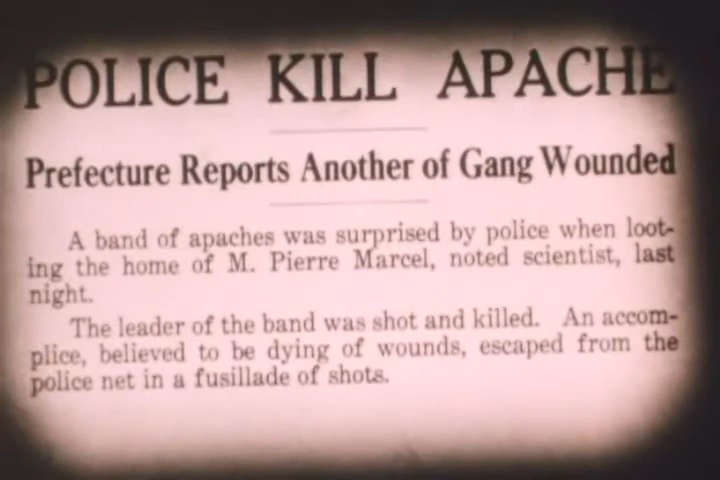 POLICE KILL APACHE
Prefecture Reports Another of Gang Wounded
A band of apaches was surprised by police when loot-
ing the home of M. Pierre Marcel, noted scientist, last
night.
The leader of the band was shot and killed. An accom-
plice, believed to be dying of wounds, escaped from the
police net in a fusillade of shots.